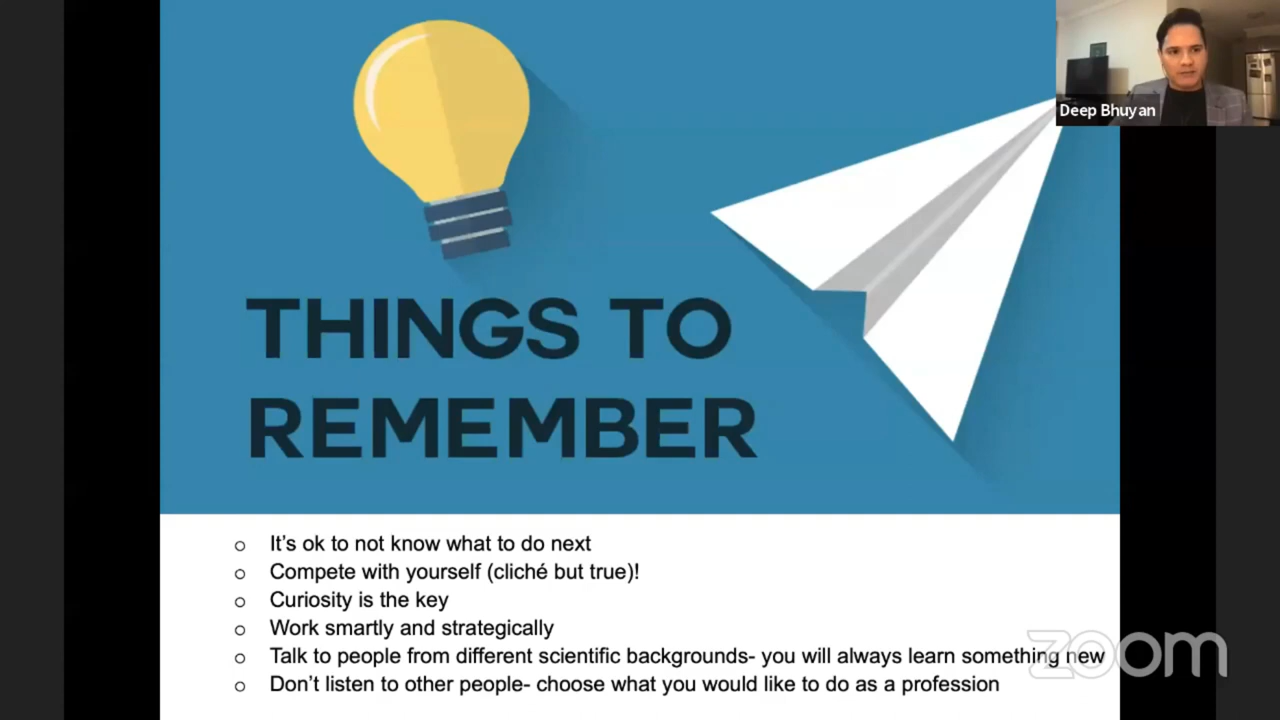 Deep Bhuyan
THINGS TO
REMEMBER
It's ok to not know what to do next
Compete with yourself (cliché but true)!
Curiosity is the key
Work smartly and strategically
Talk to people from different scientific backgrounds- you will always learn something new
Don't listen to other people- choose what you would like to do as a profession
zoom